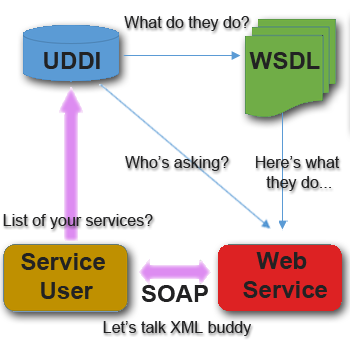 What do they do?
UDDI
WSDL
Who's asking?
Here's what
they do...
List of your services?
Service
User
SOAP
Web
Service
Let's talk XML buddy